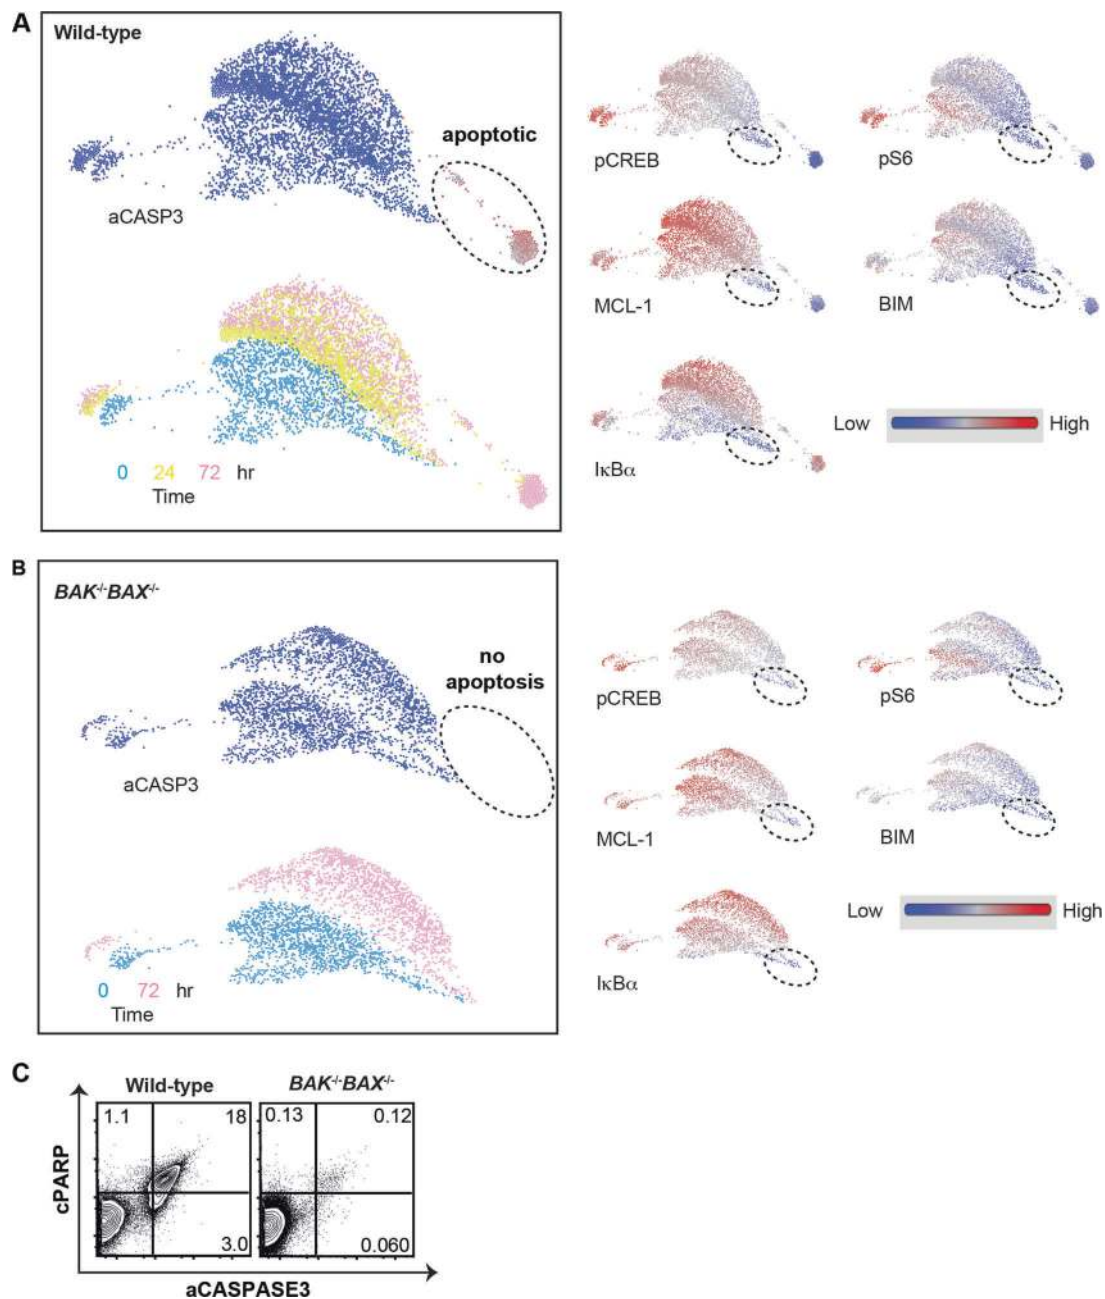 A
Wild-type
apoptotic
aCASP3
0 24 72 hr
Time
pCREB
pS6
MCL-1
BIM
IκBα
Low High
B
BAK-/-BAX-/-
no
apoptosis
aCASP3
0 72 hr
Time
pCREB
pS6
MCL-1
BIM
IκBα
Low High
C
Wild-type BAK-/-BAX-/-
cPARP
1.1 18 0.13 0.12
3.0 0.060
aCASPASE3